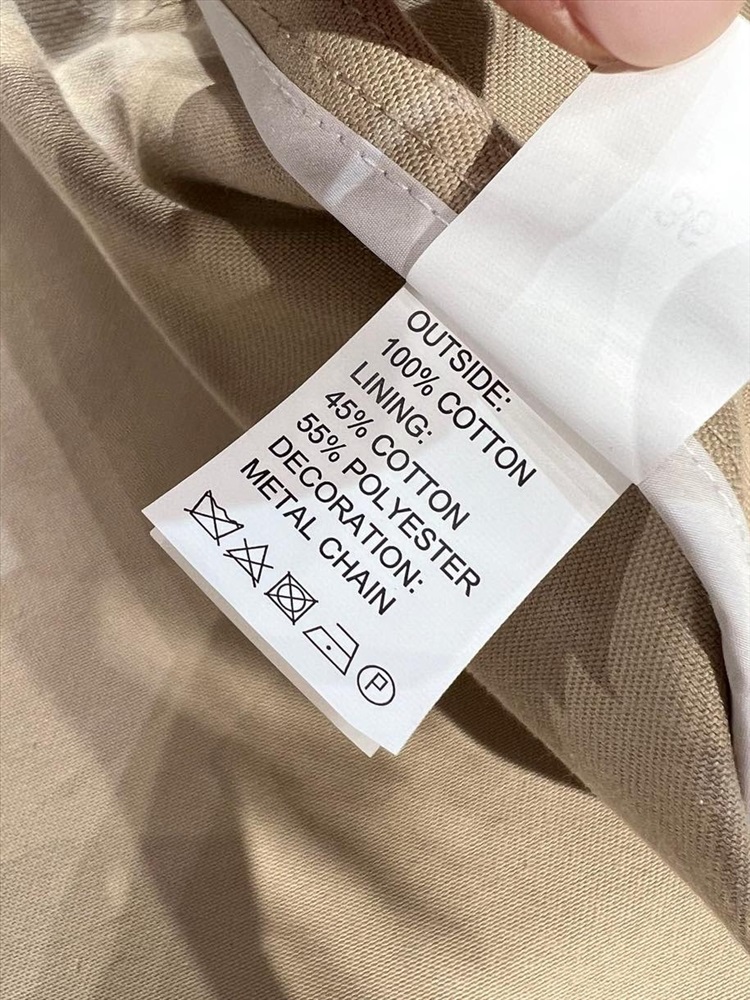 OUTSIDE:
100% COTTON
LINING:
45% COTTON
55% POLYESTER
DECORATION:
METAL CHAIN
P